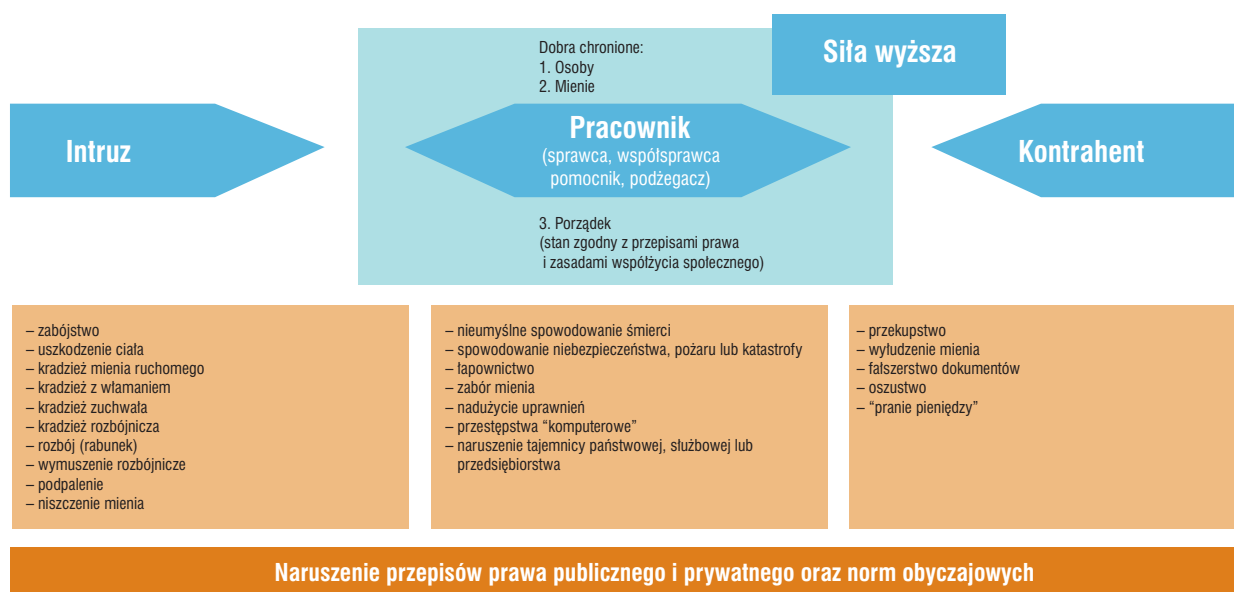 Dobra chronione:
1. Osoby
2. Mienie
Siła wyższa
Intruz
Pracownik
(sprawca, współsprawca
pomocnik, podżegacz)
Kontrahent
3. Porządek
(stan zgodny z przepisami prawa
i zasadami współżycia społecznego)
– zabójstwo
– uszkodzenie ciała
– kradzież mienia ruchomego
– kradzież z włamaniem
– kradzież zuchwała
– kradzież rozbójnicza
– rozbój (rabunek)
– wymuszenie rozbójnicze
– podpalenie
– niszczenie mienia
– nieumyślne spowodowanie śmierci
– spowodowanie niebezpieczeństwa, pożaru lub katastrofy
– łapownictwo
– zabór mienia
– nadużycie uprawnień
– przestępstwa “komputerowe”
– naruszenie tajemnicy państwowej, służbowej lub
przedsiębiorstwa
– przekupstwo
– wyłudzenie mienia
– fałszerstwo dokumentów
– oszustwo
– “pranie pieniędzy”
Naruszenie przepisów prawa publicznego i prywatnego oraz norm obyczajowych